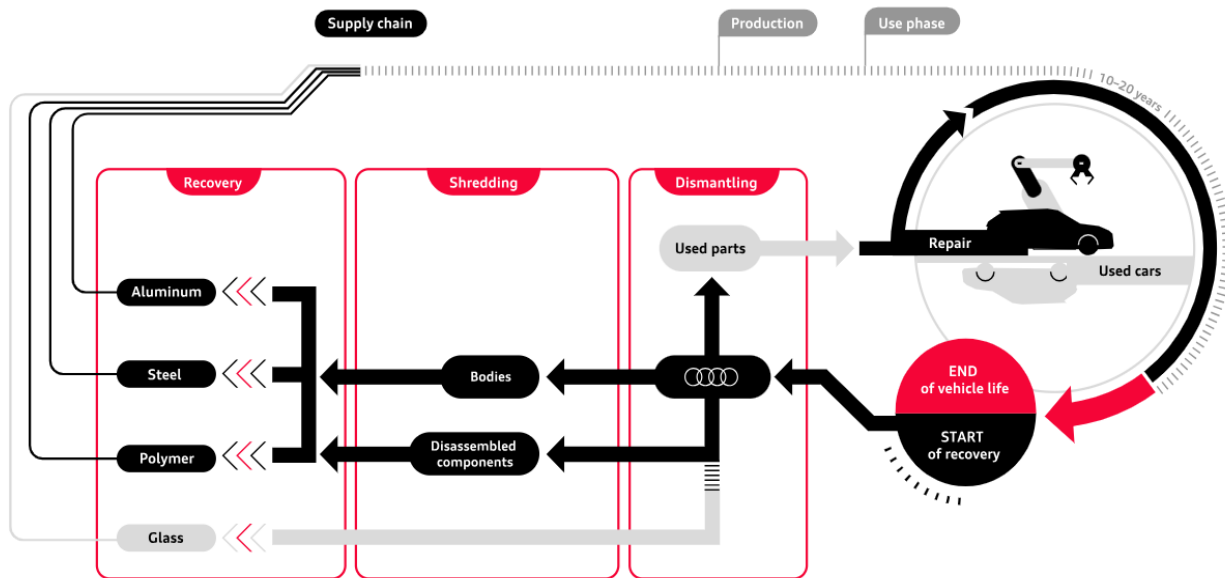 Supply chain
Production
Use phase
10–20 years
Recovery
Shredding
Dismantling
Used parts
Repair
Used cars
Aluminum
Steel
Bodies
END
of vehicle life
START
of recovery
Polymer
Disassembled
components
Glass